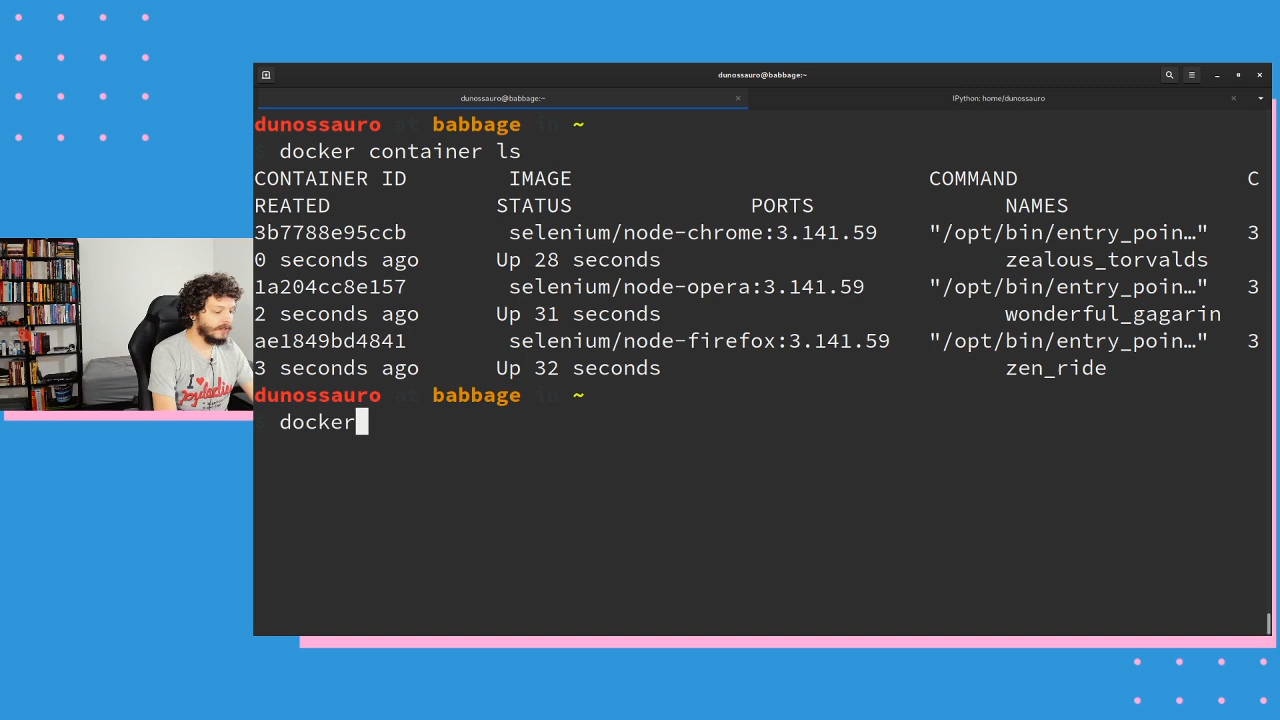 dunossauro@babbage:~
dunossauro@babbage:~ × IPython: home/dunossauro ×
dunossauro at babbage in ~
$ docker container ls
CONTAINER ID IMAGE COMMAND C
REATED STATUS PORTS NAMES
3b7788e95ccb selenium/node-chrome:3.141.59 "/opt/bin/entry_poin…" 3
0 seconds ago Up 28 seconds zealous_torvalds
1a204cc8e157 selenium/node-opera:3.141.59 "/opt/bin/entry_poin…" 3
2 seconds ago Up 31 seconds wonderful_gagarin
ae1849bd4841 selenium/node-firefox:3.141.59 "/opt/bin/entry_poin…" 3
3 seconds ago Up 32 seconds zen_ride
dunossauro at babbage in ~
$ docker
I